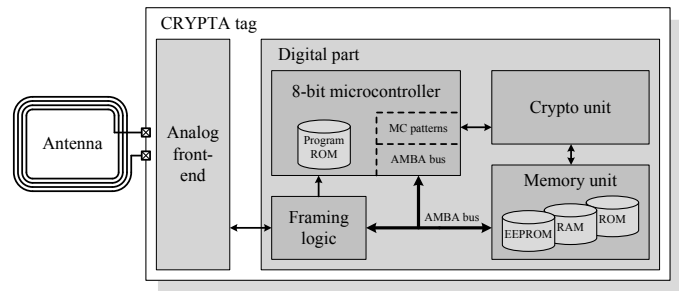 CRYPTA tag
Digital part
8-bit microcontroller
Crypto unit
MC patterns
Program
ROM
Antenna
Analog
front-
end
AMBA bus
Memory unit
Framing
logic
AMBA bus
EEPROM
RAM
ROM